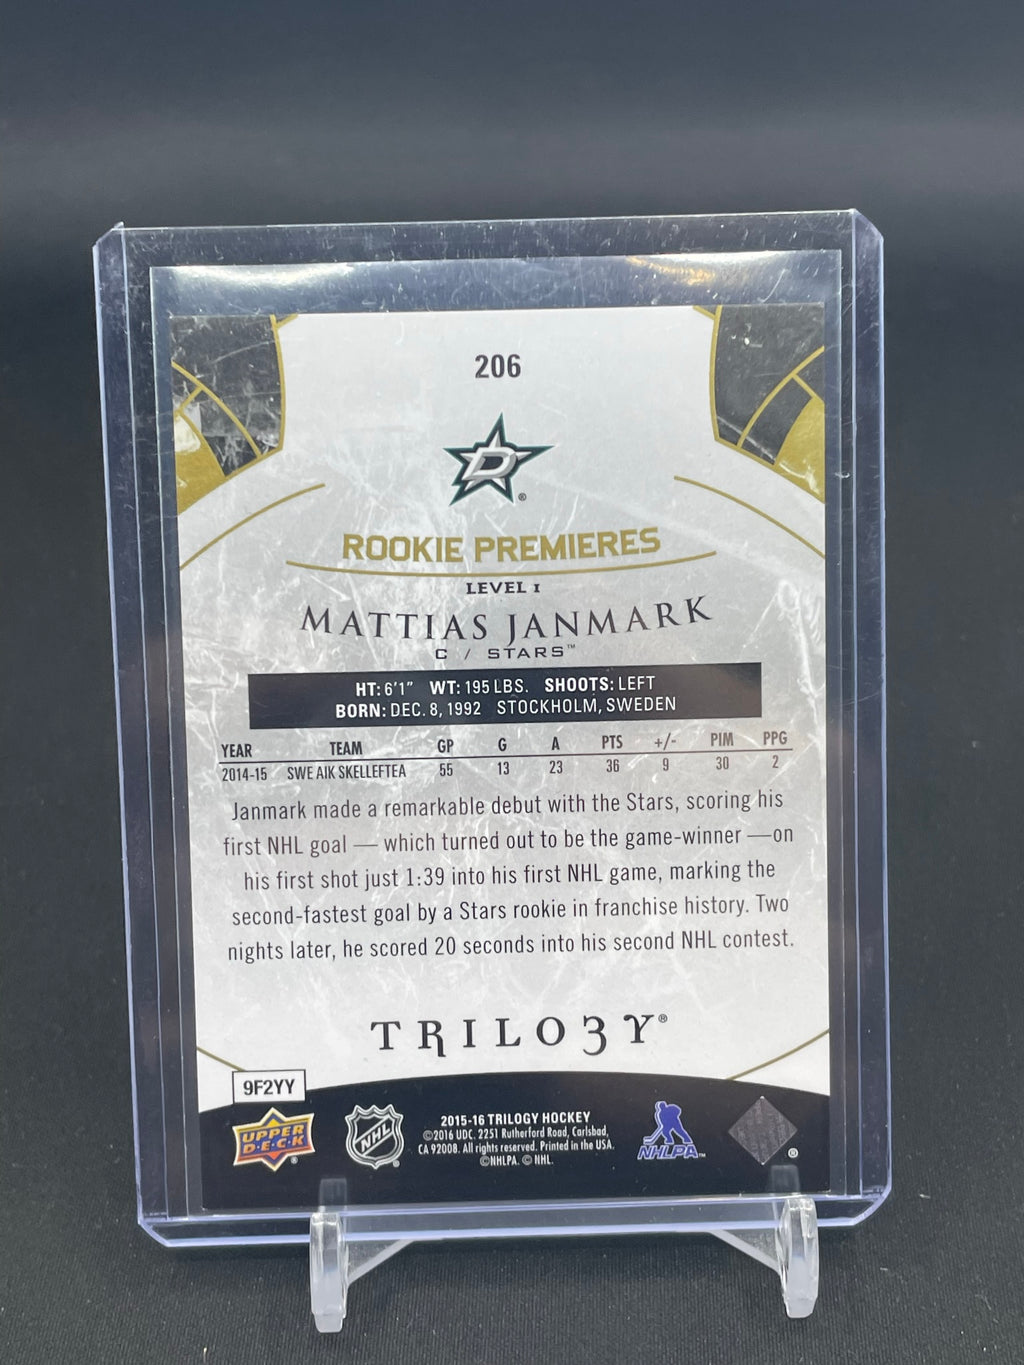 206
D
®
ROOKIE PREMIERES
LEVEL 1
MATTIAS JANMARK
C / STARS™
HT: 6'1" WT: 195 LBS. SHOOTS: LEFT
BORN: DEC. 8, 1992 STOCKHOLM, SWEDEN
YEAR TEAM GP G A PTS +/- PIM PPG
2014-15 SWE AIK SKELLEFTEA 55 13 23 36 9 30 2
Janmark made a remarkable debut with the Stars, scoring his
first NHL goal — which turned out to be the game-winner —on
his first shot just 1:39 into his first NHL game, marking the
second-fastest goal by a Stars rookie in franchise history. Two
nights later, he scored 20 seconds into his second NHL contest.
TRILO3Y®
9F2YY
UPPER
D·E·C·K
®
NHL
®
2015-16 TRILOGY HOCKEY
©2016 UDC. 2251 Rutherford Road, Carlsbad,
CA 92008. All rights reserved. Printed in the USA.
©NHLPA. © NHL.
NHLPA™
®